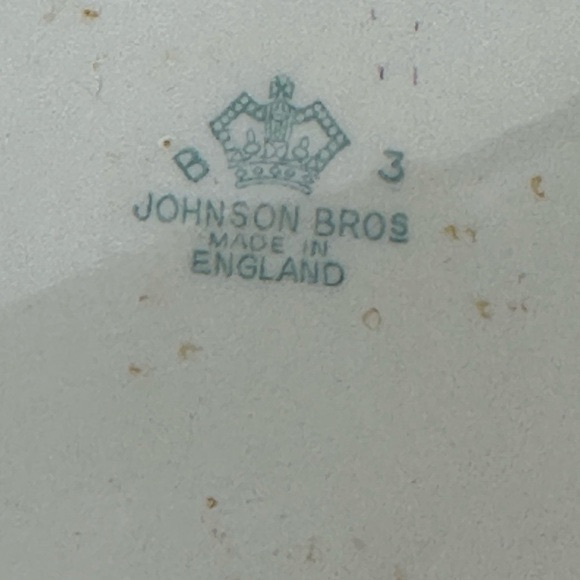 B 3
JOHNSON BROS
MADE IN
ENGLAND